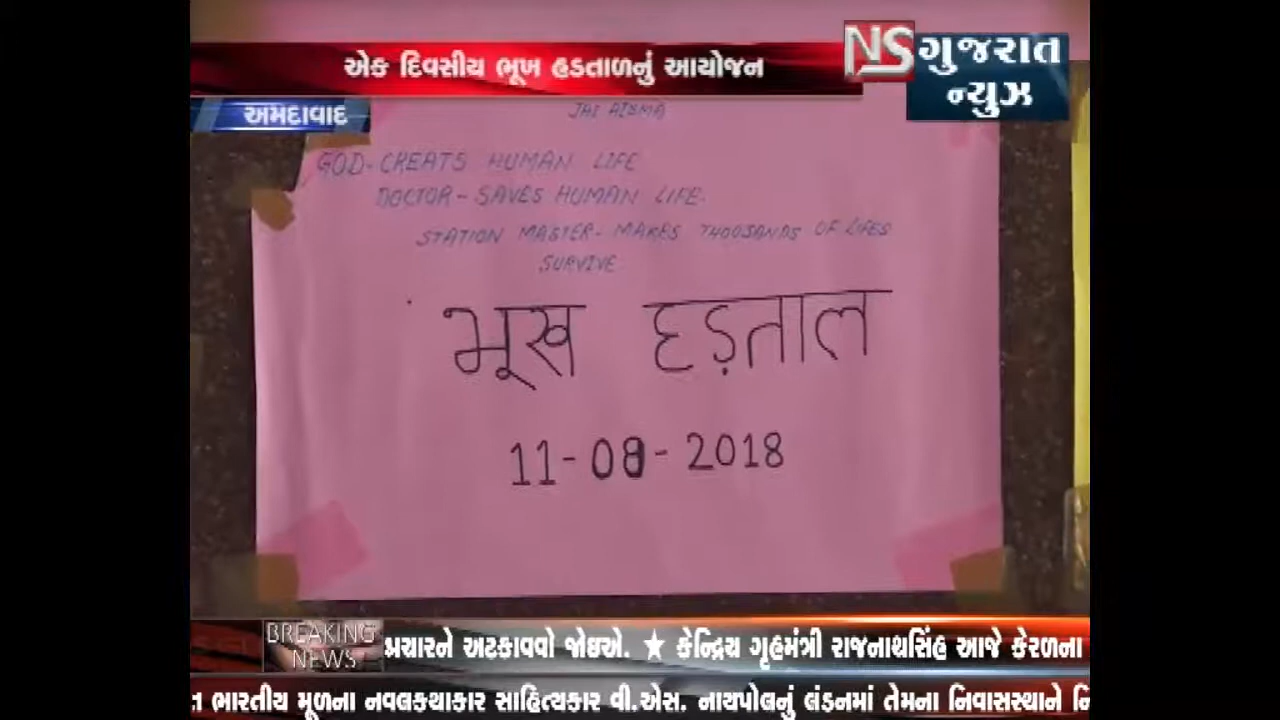 એક દિવસીય ભૂખ હડતાળનું આયોજન
NS ગુજરાત
ન્યુઝ
અમદાવાદ
JAI AISMA
GOD-CREATS HUMAN LIFE
DOCTOR-SAVES HUMAN LIFE.
STATION MASTER-MAKES THOUSANDS OF LIFES
SURVIVE
भूख हड़ताल
11-08-2018
BREAKING
NEWS
પ્રચારને અટકાવવો જોઇએ. ★ કેન્દ્રિય ગૃહમંત્રી રાજનાથસિંહ આજે કેરળના
ભારતીય મૂળના નવલકથાકાર સાહિત્યકાર વી.એસ. નાયપોલનું લંડનમાં તેમના નિવાસસ્થાને